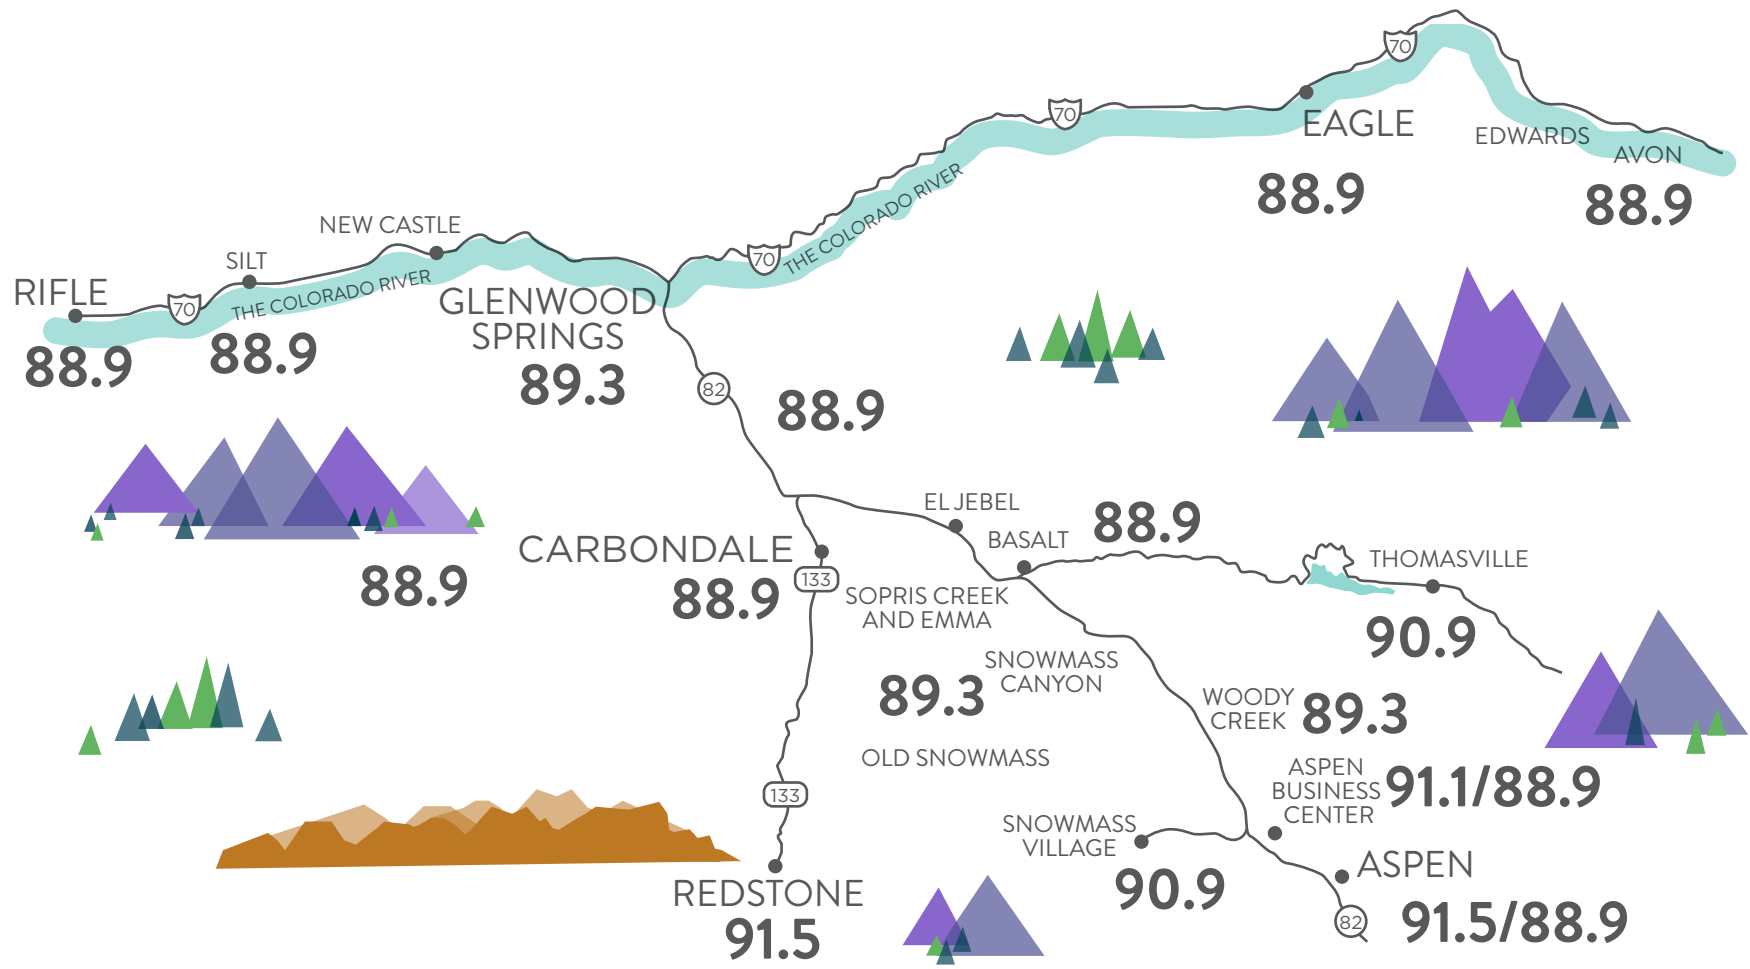 70
EAGLE
70
EDWARDS
AVON
88.9
88.9
THE COLORADO RIVER
NEW CASTLE
70
SILT
RIFLE
70
THE COLORADO RIVER
GLENWOOD
SPRINGS
88.9
88.9
89.3
82
88.9
EL JEBEL
88.9
BASALT
THOMASVILLE
CARBONDALE
88.9
88.9
133
SOPRIS CREEK
AND EMMA
90.9
SNOWMASS
CANYON
89.3
WOODY
CREEK
89.3
OLD SNOWMASS
ASPEN
BUSINESS
CENTER
91.1/88.9
133
SNOWMASS
VILLAGE
90.9
ASPEN
82
91.5/88.9
REDSTONE
91.5